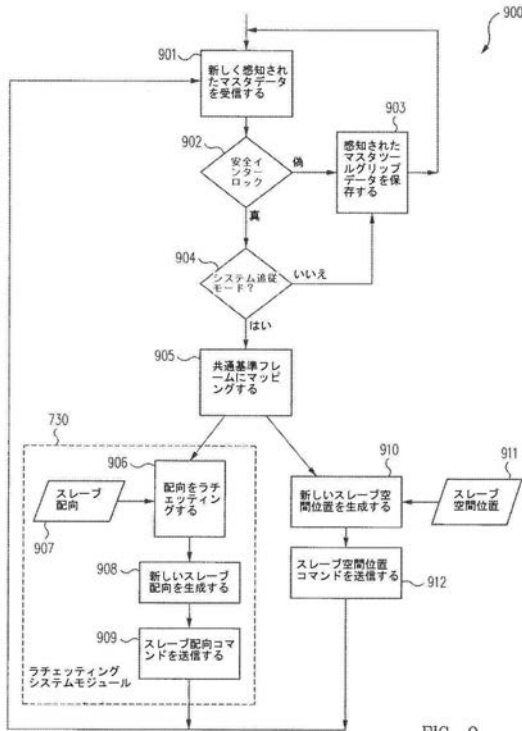 900
901
新しく感知され
たマスタデータ
を受信する
902
安全イ
ンター
ロック
偽
903
感知された
マスタツー
ルグリップ
データを保
存する
真
904
システム追従
モード?
いいえ
はい
905
共通基準フレー
ムにマッピン
グする
730
906
配向をラチ
ェッティン
グする
スレーブ
配向
907
908
新しいスレーブ
配向を生成する
909
スレーブ配向コマ
ンドを送信する
ラチェッティング
システムモジュール
910
新しいスレーブ空
間位置を生成する
911
スレーブ
空間位置
スレーブ空間位置
コマンドを送信する
912
FIG. 9